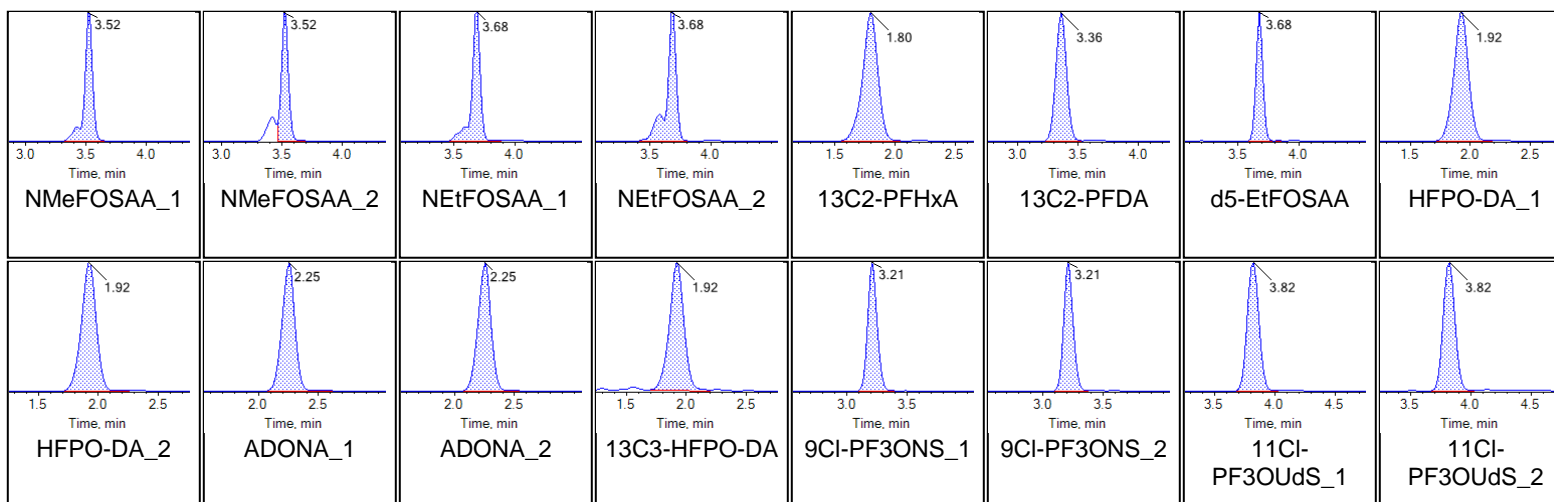 3.52
3.0 3.5 4.0
Time, min
NMeFOSAA_1
3.52
3.0 3.5 4.0
Time, min
NMeFOSAA_2
3.68
3.5 4.0
Time, min
NEtFOSAA_1
3.68
3.5 4.0
Time, min
NEtFOSAA_2
1.80
1.5 2.0 2.5
Time, min
13C2-PFHxA
3.36
3.0 3.5 4.0
Time, min
13C2-PFDA
3.68
3.5 4.0
Time, min
d5-EtFOSAA
1.92
1.5 2.0 2.5
Time, min
HFPO-DA_1
1.92
1.5 2.0 2.5
Time, min
HFPO-DA_2
2.25
2.0 2.5
Time, min
ADONA_1
2.25
2.0 2.5
Time, min
ADONA_2
1.92
1.5 2.0 2.5
Time, min
13C3-HFPO-DA
3.21
3.0 3.5
Time, min
9Cl-PF3ONS_1
3.21
3.0 3.5
Time, min
9Cl-PF3ONS_2
3.82
3.5 4.0 4.5
Time, min
11Cl-
PF3OUdS_1
3.82
3.5 4.0 4.5
Time, min
11Cl-
PF3OUdS_2